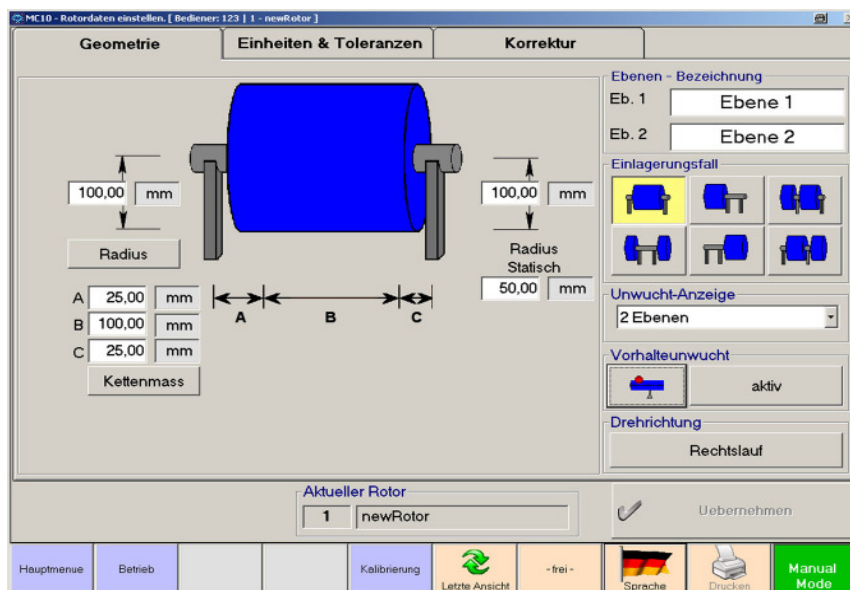 MC10 - Rotordaten einstellen. [ Bediener: 123 | 1 - newRotor ]
Geometrie
Einheiten & Toleranzen
Korrektur
100,00 mm
Radius
A 25,00 mm
B 100,00 mm
C 25,00 mm
Kettenmass
A B C
100,00 mm
Radius
Statisch
50,00 mm
Ebenen - Bezeichnung
Eb. 1 Ebene 1
Eb. 2 Ebene 2
Einlagerungsfall
Unwucht-Anzeige
2 Ebenen
Vorhalteunwucht
aktiv
Drehrichtung
Rechtslauf
Aktueller Rotor
1 newRotor
Uebernehmen
Hauptmenue
Betrieb
Kalibrierung
Letzte Ansicht
- frei -
Sprache
Drucken
Manual
Mode